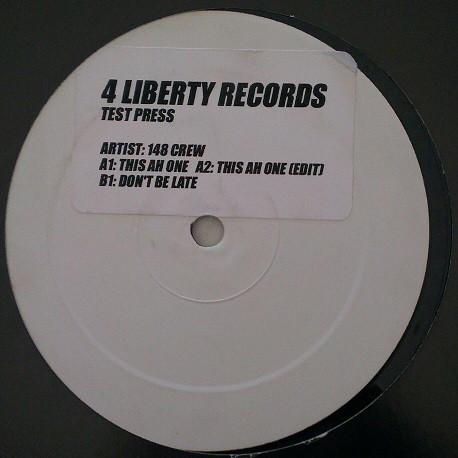 4 LIBERTY RECORDS
TEST PRESS
ARTIST: 148 CREW
A1: THIS AH ONE A2: THIS AH ONE (EDIT)
B1: DON'T BE LATE